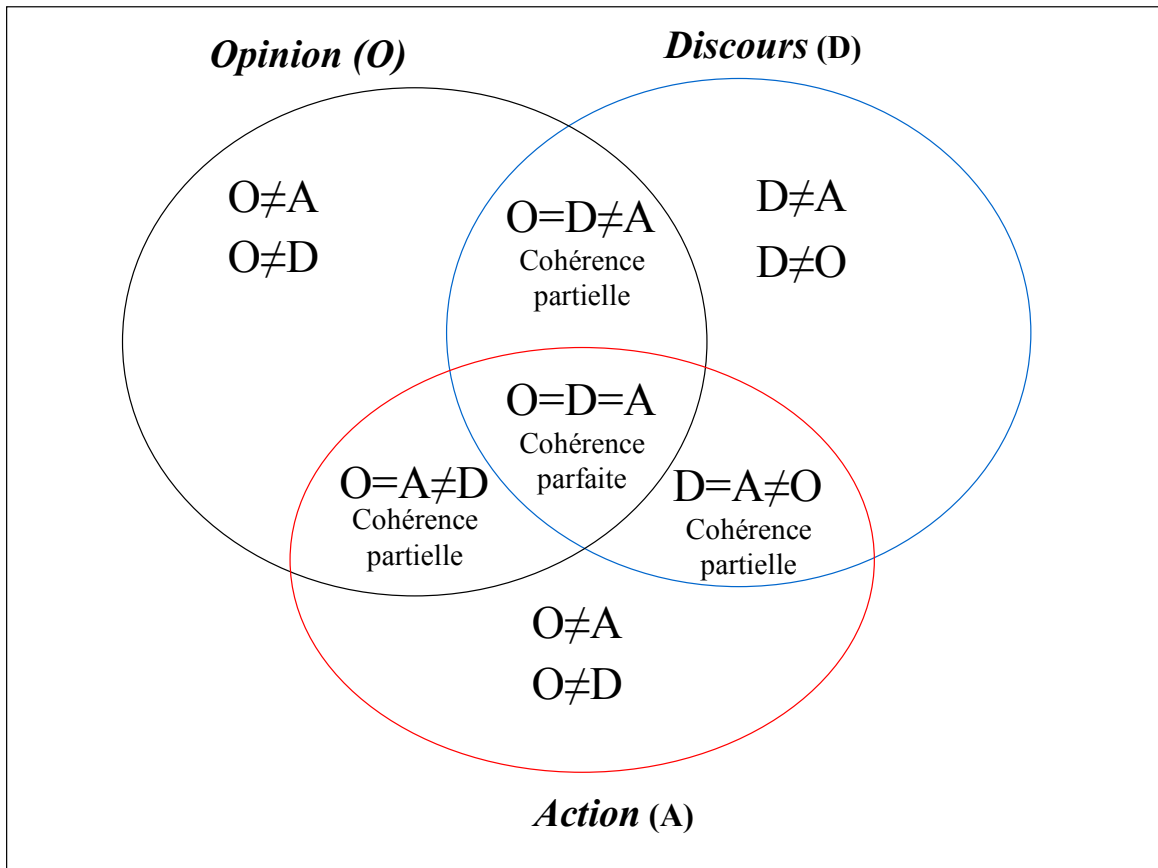 Opinion (O)
Discours (D)
O≠A
O≠D
O=D≠A
Cohérence
partielle
D≠A
D≠O
O=D=A
Cohérence
parfaite
O=A≠D
Cohérence
partielle
D=A≠O
Cohérence
partielle
O≠A
O≠D
Action (A)